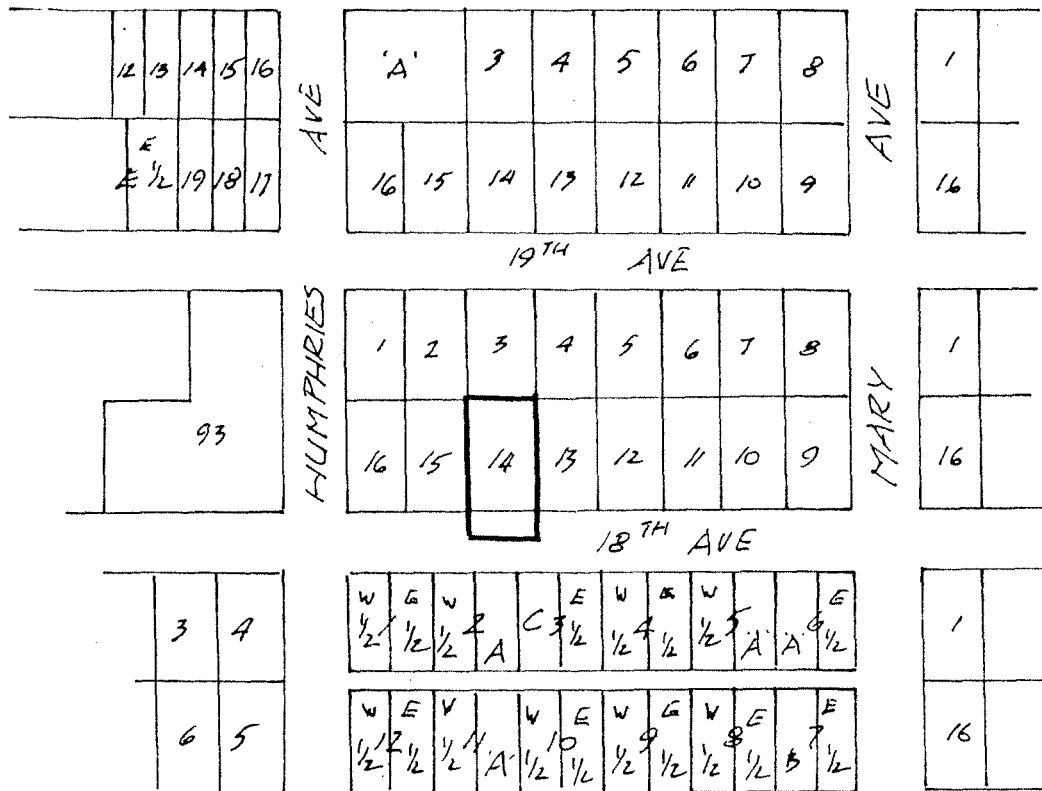 12 13 14 15 16
'A' 3 4 5 6 7 8
1
AVE
AVE
E
E 1/2 19 18 17
16 15 14 13 12 11 10 9
16
19TH AVE
HUMPHRIES
1 2 3 4 5 6 7 8
1
MARY
93
16 15 14 13 12 11 10 9
16
18TH AVE
3 4
W E W E W W E
1/2 1 1/2 1/2 2 A C 3 1/2 1/2 4 1/2 1/2 5 'A' 'A' 6 1/2
1
6 5
W E W W E W E W E E
1/2 12 1/2 1/2 11 'A' 1/2 10 1/2 1/2 9 1/2 1/2 8 1/2 B 7 1/2
16